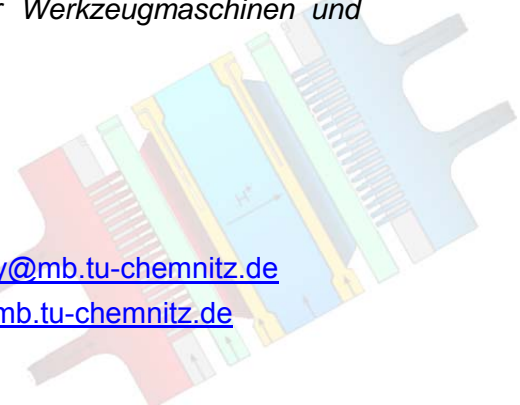 Werkzeugmaschinen und
H⁺
y@mb.tu-chemnitz.de
mb.tu-chemnitz.de